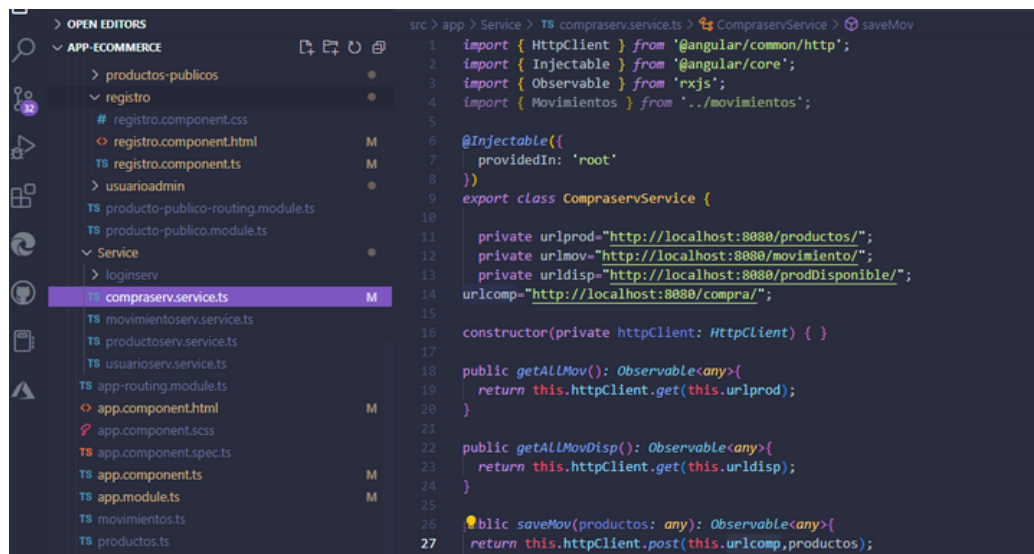 OPEN EDITORS
APP-ECOMMERCE
productos-publicos
registro
# registro.component.css
<> registro.component.html M
TS registro.component.ts M
usuarioadmin
TS producto-publico-routing.module.ts
TS producto-publico.module.ts
Service
loginserv
TS compraserv.service.ts M
TS movimientoserv.service.ts
TS productoserv.service.ts
TS usuarioserv.service.ts
TS app-routing.module.ts
<> app.component.html M
app.component.scss
TS app.component.spec.ts
TS app.component.ts M
TS app.module.ts M
TS movimientos.ts
TS productos.ts
32
src > app > Service > TS compraserv.service.ts > CompraservService > saveMov
1 import { HttpClient } from '@angular/common/http';
2 import { Injectable } from '@angular/core';
3 import { Observable } from 'rxjs';
4 import { Movimientos } from '../movimientos';
5
6 @Injectable({
7 providedIn: 'root'
8 })
9 export class CompraservService {
10
11 private urlprod="http://localhost:8080/productos/";
12 private urlmov="http://localhost:8080/movimiento/";
13 private urldisp="http://localhost:8080/prodDisponible/";
14 urlcomp="http://localhost:8080/compra/";
15
16 constructor(private httpClient: HttpClient) { }
17
18 public getAllMov(): Observable<any>{
19 return this.httpClient.get(this.urlprod);
20 }
21
22 public getAllMovDisp(): Observable<any>{
23 return this.httpClient.get(this.urldisp);
24 }
25
26 blic saveMov(productos: any): Observable<any>{
27 return this.httpClient.post(this.urlcomp,productos);